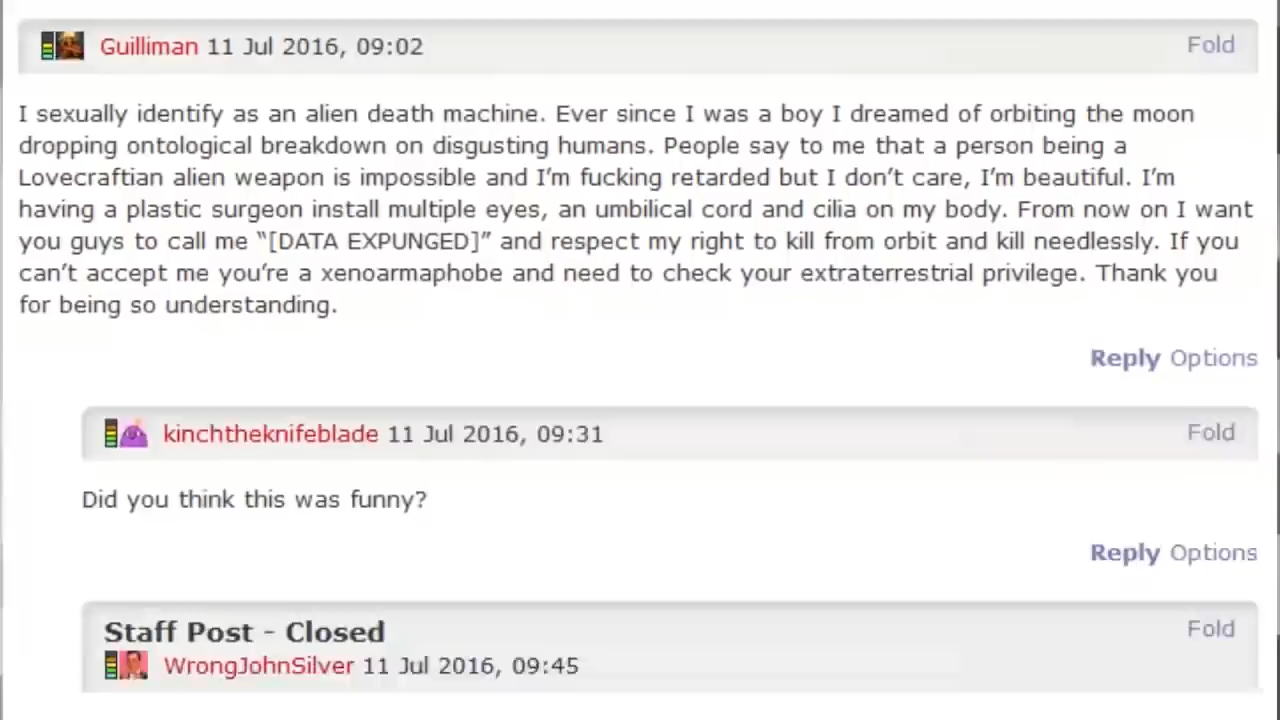 Guilliman 11 Jul 2016, 09:02 Fold
I sexually identify as an alien death machine. Ever since I was a boy I dreamed of orbiting the moon
dropping ontological breakdown on disgusting humans. People say to me that a person being a
Lovecraftian alien weapon is impossible and I’m fucking retarded but I don’t care, I’m beautiful. I’m
having a plastic surgeon install multiple eyes, an umbilical cord and cilia on my body. From now on I want
you guys to call me “[DATA EXPUNGED]” and respect my right to kill from orbit and kill needlessly. If you
can’t accept me you’re a xenoarmaphobe and need to check your extraterrestrial privilege. Thank you
for being so understanding.
Reply Options
kinchtheknifeblade 11 Jul 2016, 09:31 Fold
Did you think this was funny?
Reply Options
Staff Post - Closed Fold
WrongJohnSilver 11 Jul 2016, 09:45